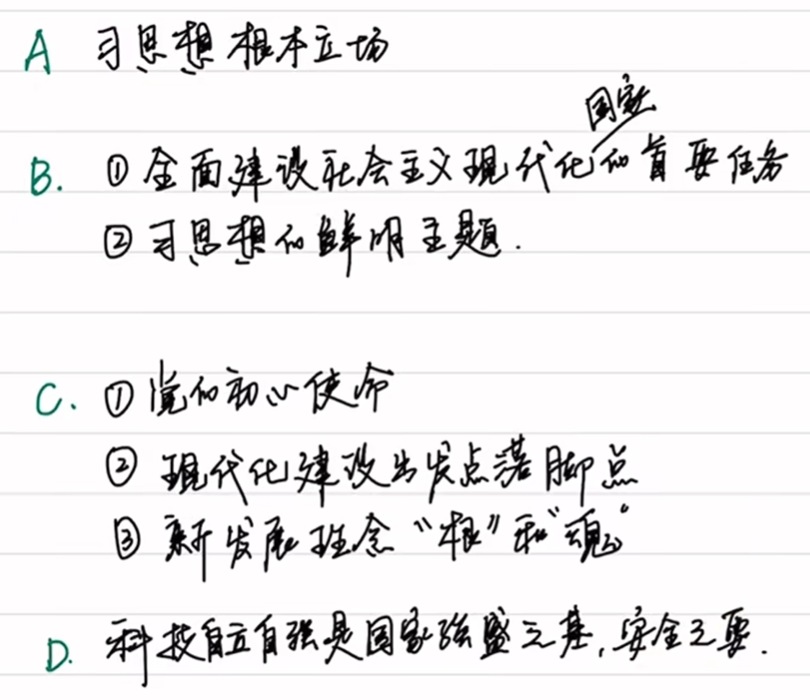 A 习思想根本立场
国家
B. ①全面建设社会主义现代化的首要任务
②习思想的鲜明主题.
C. ①党的初心使命
②现代化建设出发点落脚点
③新发展理念“根”和“魂”
D. 科技自立自强是国家强盛之基,安全之要.